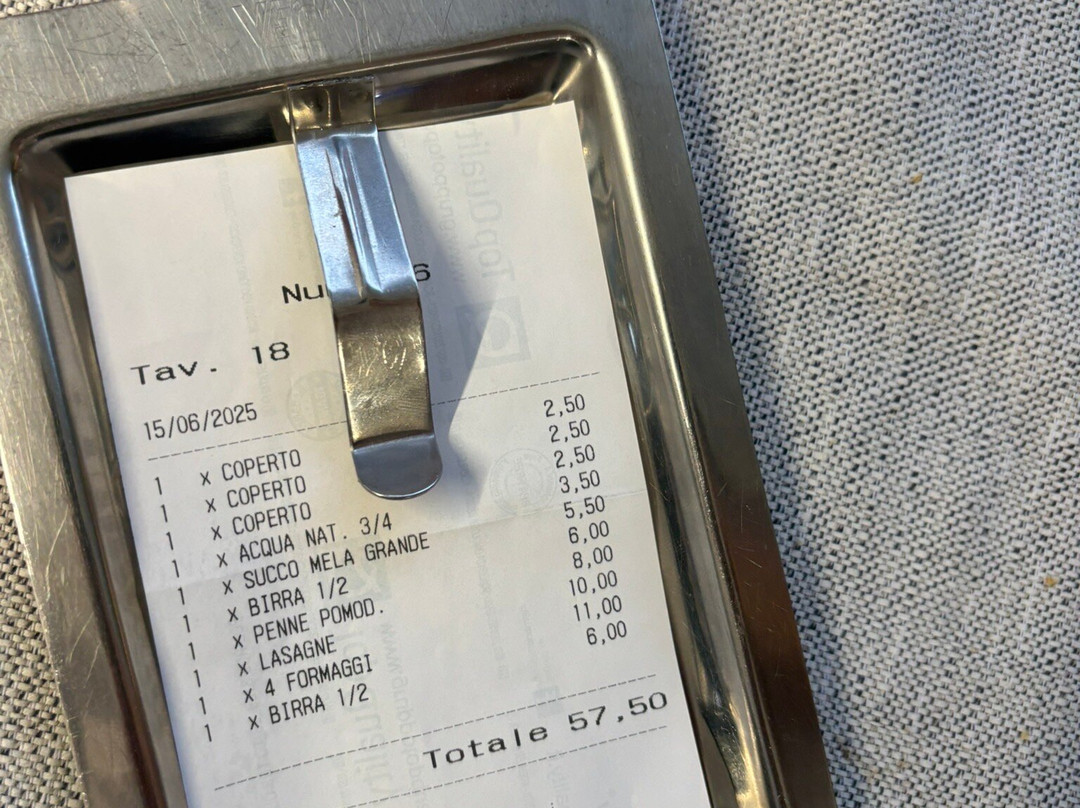 Tav. 18
15/06/2025
1 x COPERTO 2,50
1 x COPERTO 2,50
1 x COPERTO 2,50
1 x ACQUA NAT. 3/4 3,50
1 x SUCCO MELA GRANDE 5,50
1 x BIRRA 1/2 6,00
1 x PENNE POMOD. 8,00
1 x LASAGNE 10,00
1 x 4 FORMAGGI 11,00
1 x BIRRA 1/2 6,00
Totale 57,50